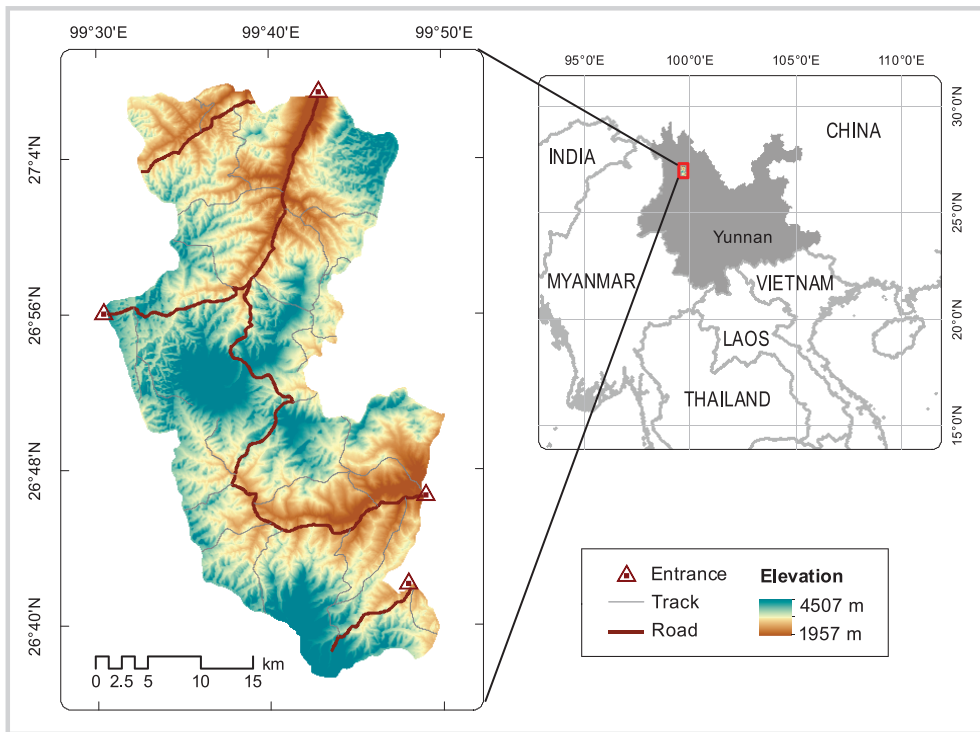 99°30'E 99°40'E 99°50'E
27°4'N
26°56'N
26°48'N
26°40'N
0 2.5 5 10 15 km
95°0'E 100°0'E 105°0'E 110°0'E
30°0'N
25°0'N
20°0'N
15°0'N
CHINA
INDIA
Yunnan
MYANMAR
VIETNAM
LAOS
THAILAND
Entrance
Track
Road
Elevation
4507 m
1957 m